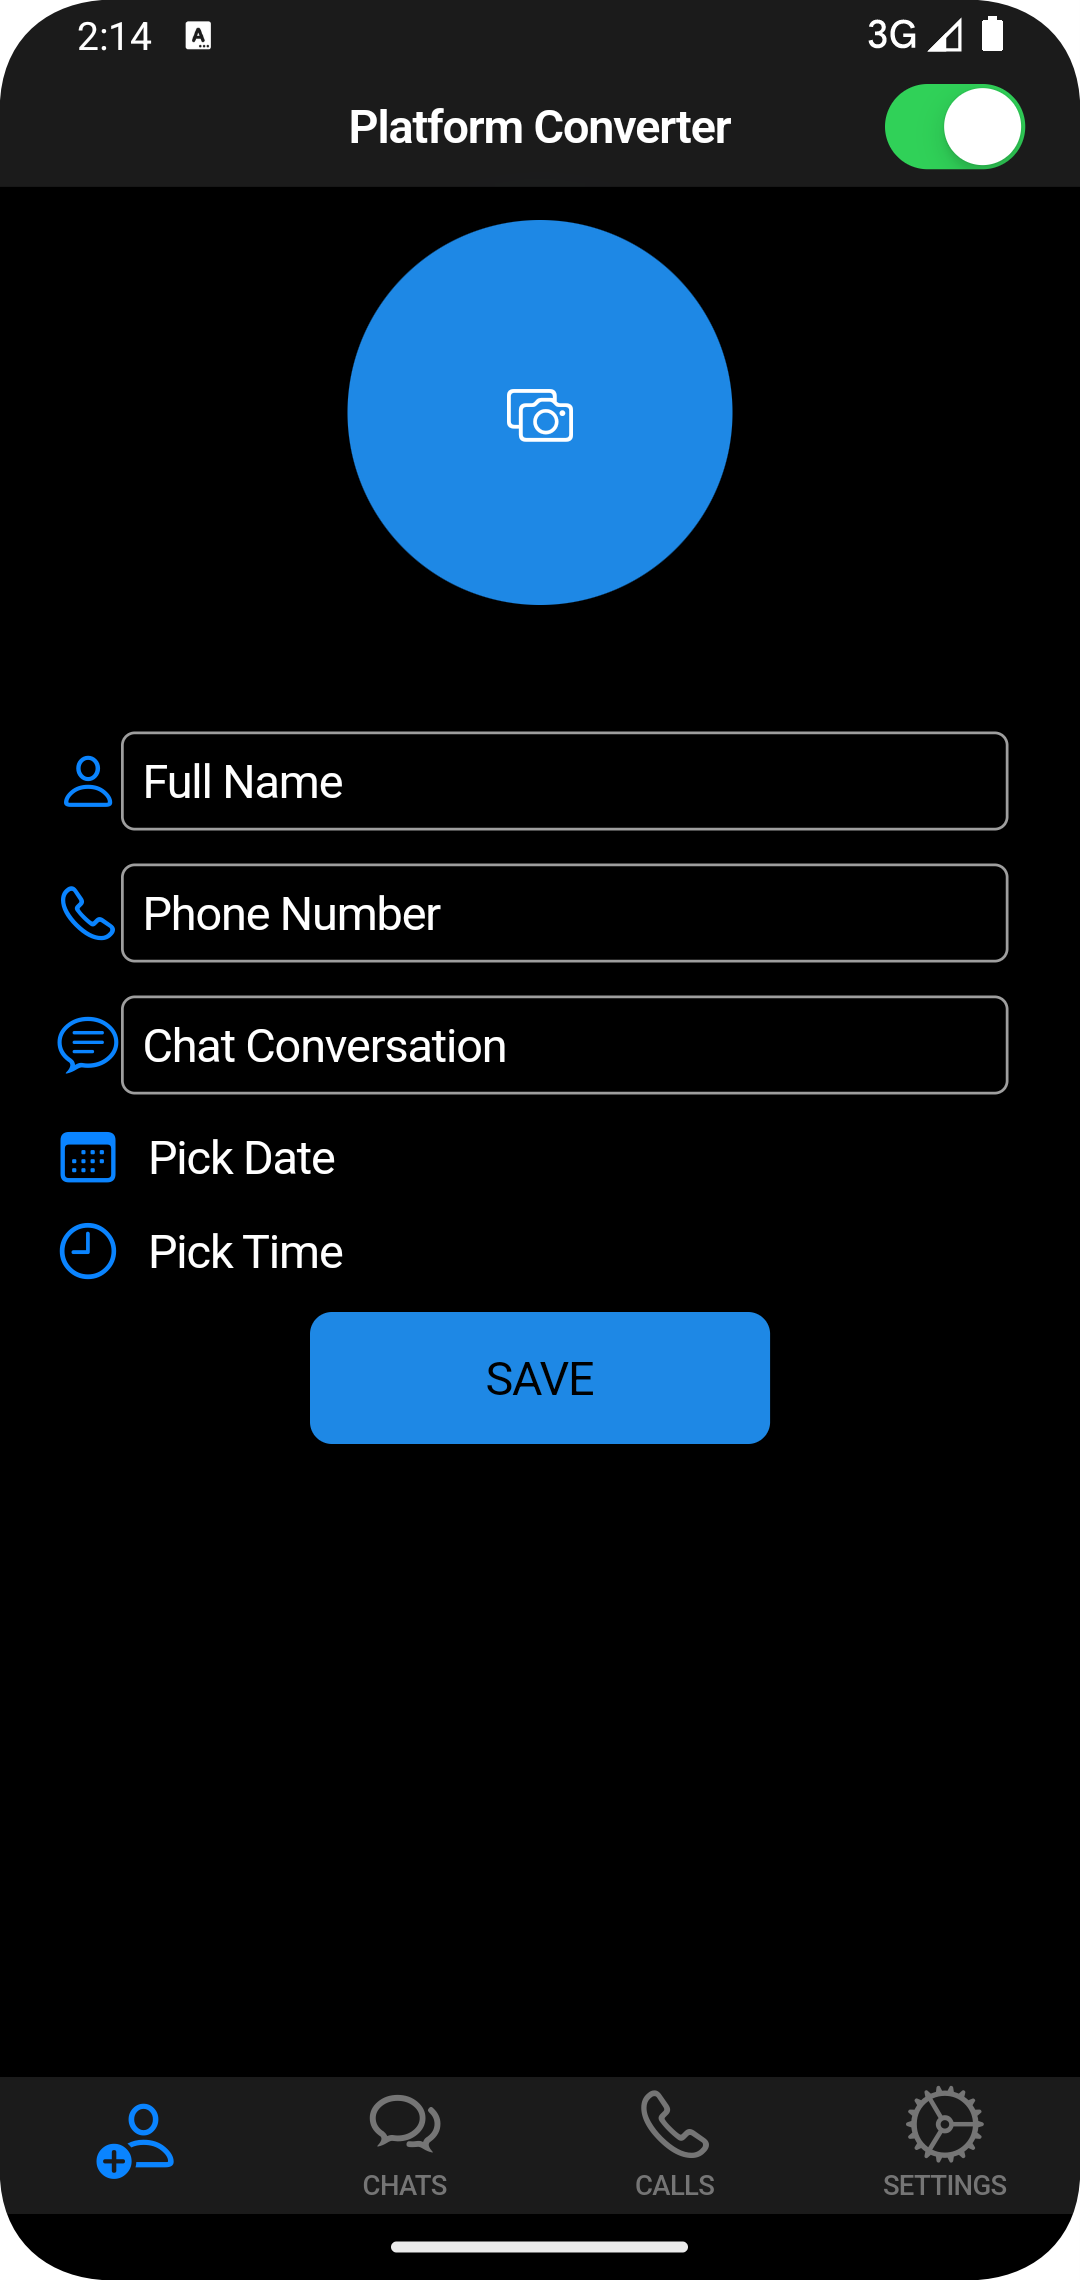 2:14 A 3G
Platform Converter
Full Name
Phone Number
Chat Conversation
Pick Date
Pick Time
SAVE
CHATS CALLS SETTINGS